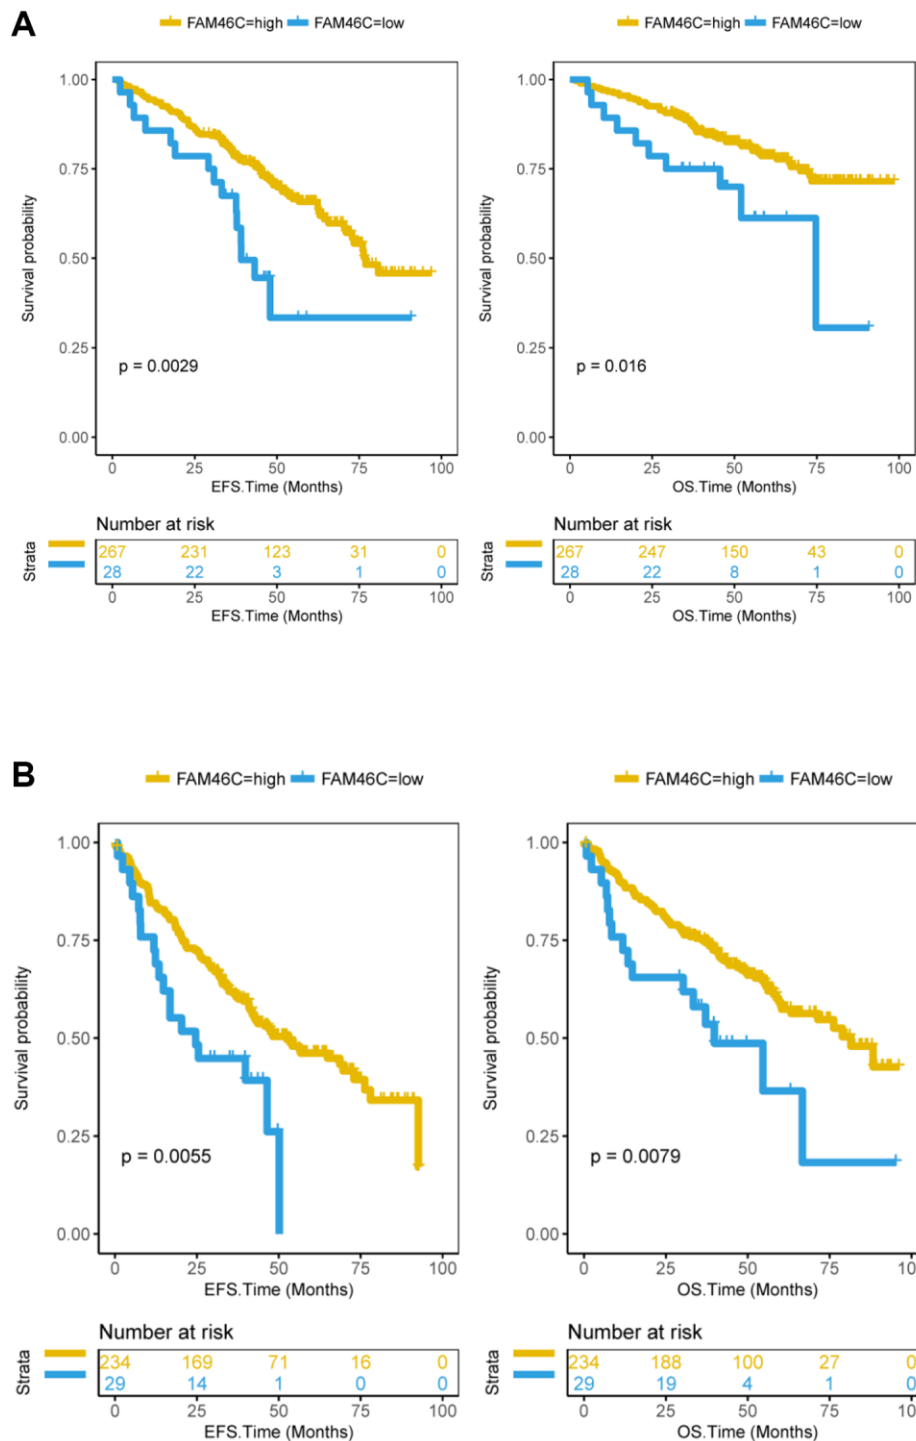 A
FAM46C=high FAM46C=low
FAM46C=high FAM46C=low
Survival probability
1.00
0.75
0.50
0.25
0.00
p = 0.0029
0 25 50 75 100
EFS.Time (Months)
Survival probability
1.00
0.75
0.50
0.25
0.00
p = 0.016
0 25 50 75 100
OS.Time (Months)
Number at risk
Strata
267 231 123 31 0
28 22 3 1 0
0 25 50 75 100
EFS.Time (Months)
Number at risk
Strata
267 247 150 43 0
28 22 8 1 0
0 25 50 75 100
OS.Time (Months)
B
FAM46C=high FAM46C=low
FAM46C=high FAM46C=low
Survival probability
1.00
0.75
0.50
0.25
0.00
p = 0.0055
0 25 50 75 100
EFS.Time (Months)
Survival probability
1.00
0.75
0.50
0.25
0.00
p = 0.0079
0 25 50 75 10
OS.Time (Months)
Number at risk
Strata
234 169 71 16 0
29 14 1 0 0
0 25 50 75 100
EFS.Time (Months)
Number at risk
Strata
234 188 100 27 0
29 19 4 1 0
0 25 50 75 10
OS.Time (Months)